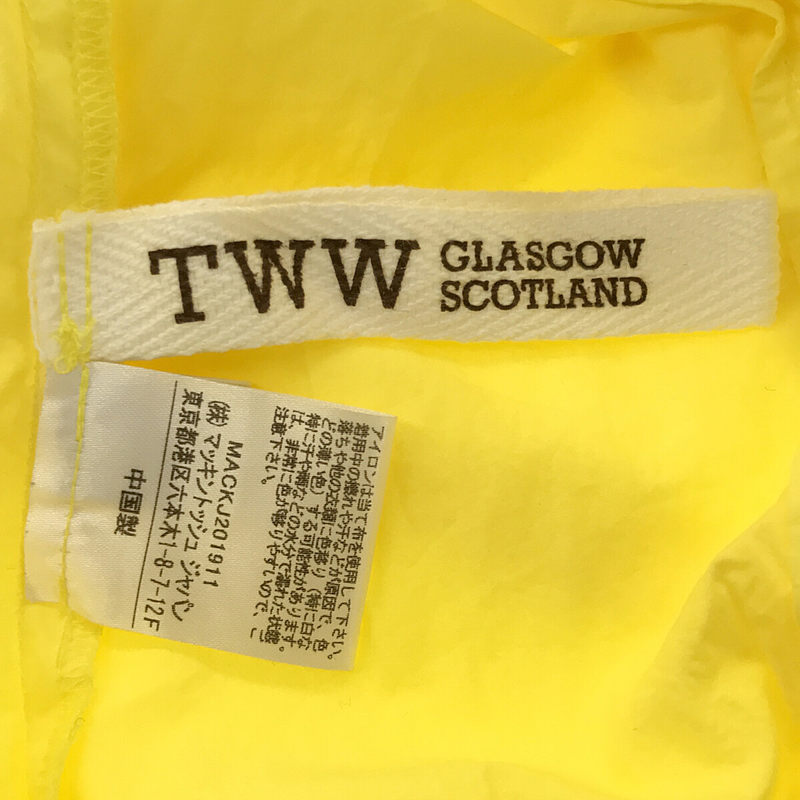 TWW
GLASGOW
SCOTLAND
アイロンは当て布を使用して下さい。
着用中の擦れや汗などが原因で、色
落ちや他の衣類に色移り(特に白な
どの薄い色)する可能性があります。
特に汗や雨などの水分で濡れた状態
は、非常に色が移りやすいので、ご
注意下さい。
MACKJ201911
(株)マッキントッシュ ジャパン
東京都港区六本木1-8-7-12F
中国製